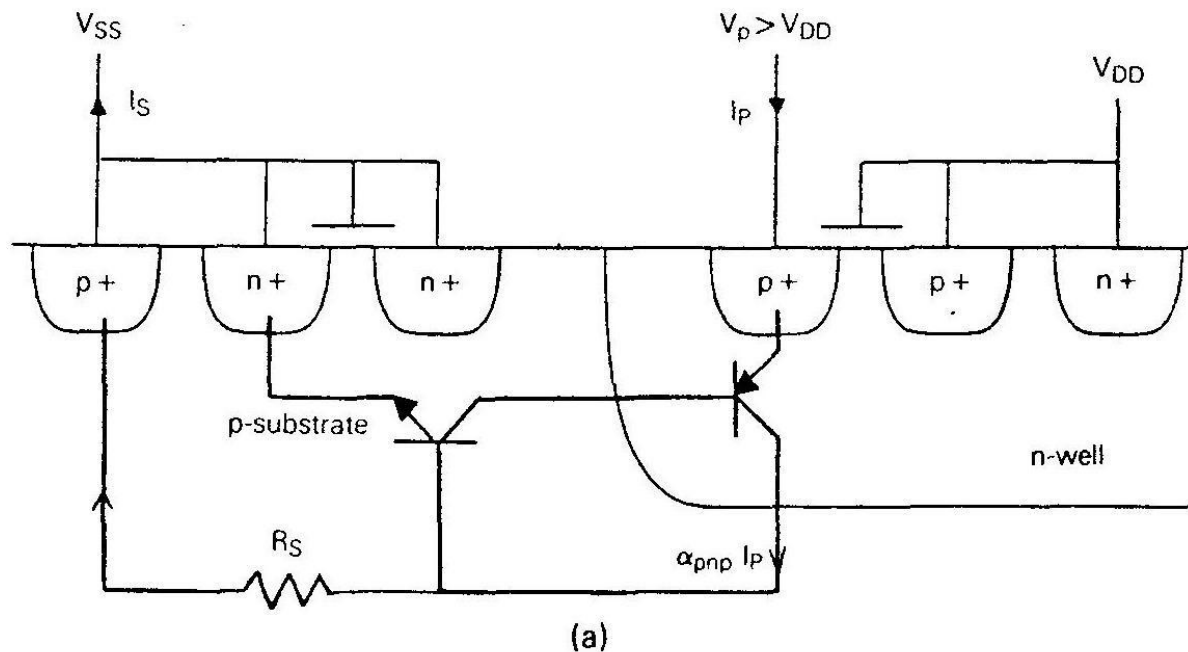 V_SS V_p > V_DD V_DD
I_S I_P
p + n + n + p + p + n +
p-substrate
n-well
R_S α_pnp I_P
(a)